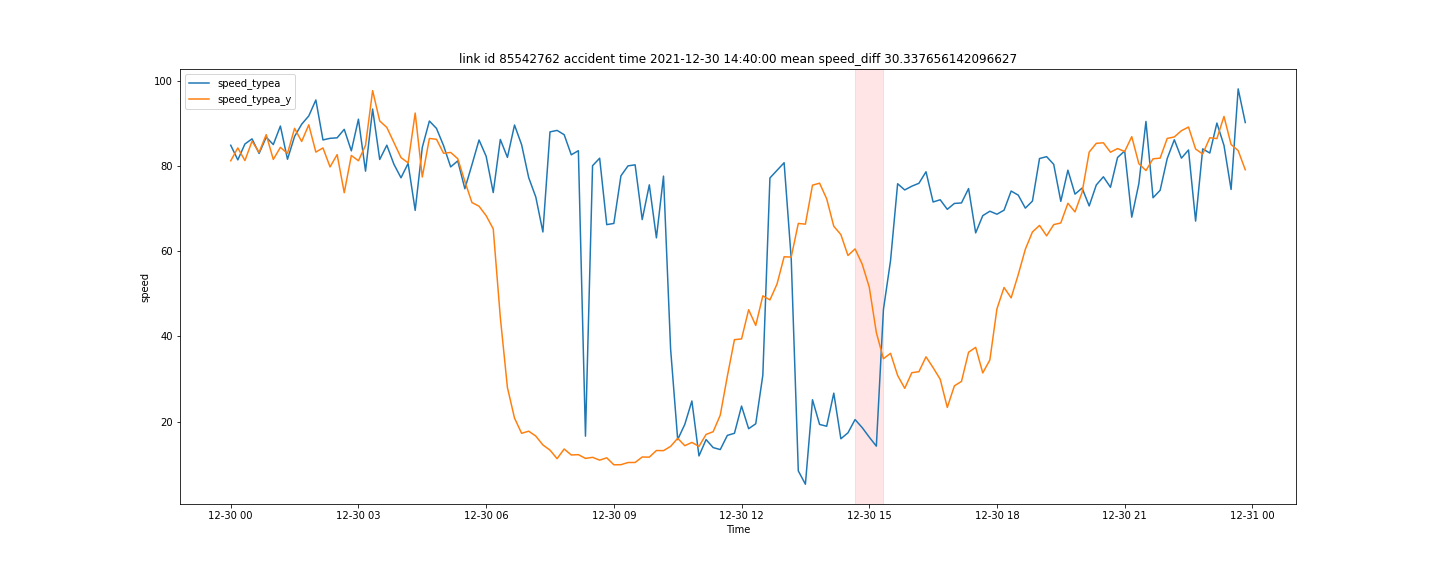 link id 85542762 accident time 2021-12-30 14:40:00 mean speed_diff 30.337656142096627
speed_typea
speed_typea_y
100
80
60
40
20
speed
12-30 00
12-30 03
12-30 06
12-30 09
12-30 12
12-30 15
12-30 18
12-30 21
12-31 00
Time